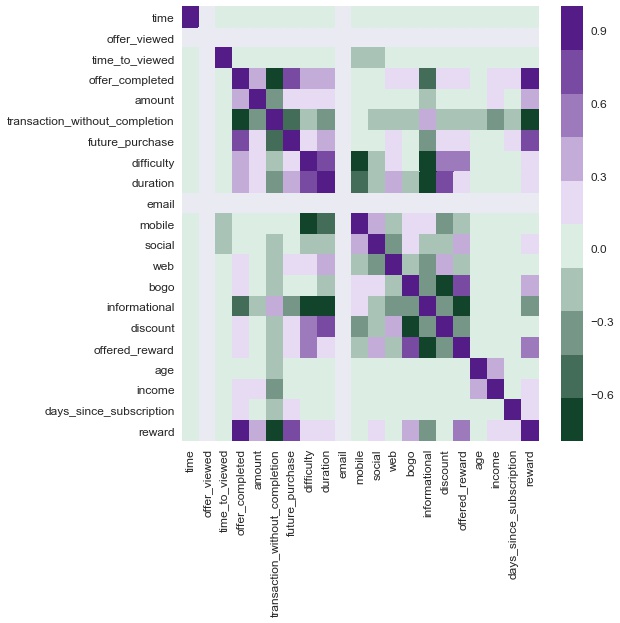 time
offer_viewed
time_to_viewed
offer_completed
amount
transaction_without_completion
future_purchase
difficulty
duration
email
mobile
social
web
bogo
informational
discount
offered_reward
age
income
days_since_subscription
reward
time
offer_viewed
time_to_viewed
offer_completed
amount
transaction_without_completion
future_purchase
difficulty
duration
email
mobile
social
web
bogo
informational
discount
offered_reward
age
income
days_since_subscription
reward
0.9
0.6
0.3
0.0
−0.3
−0.6